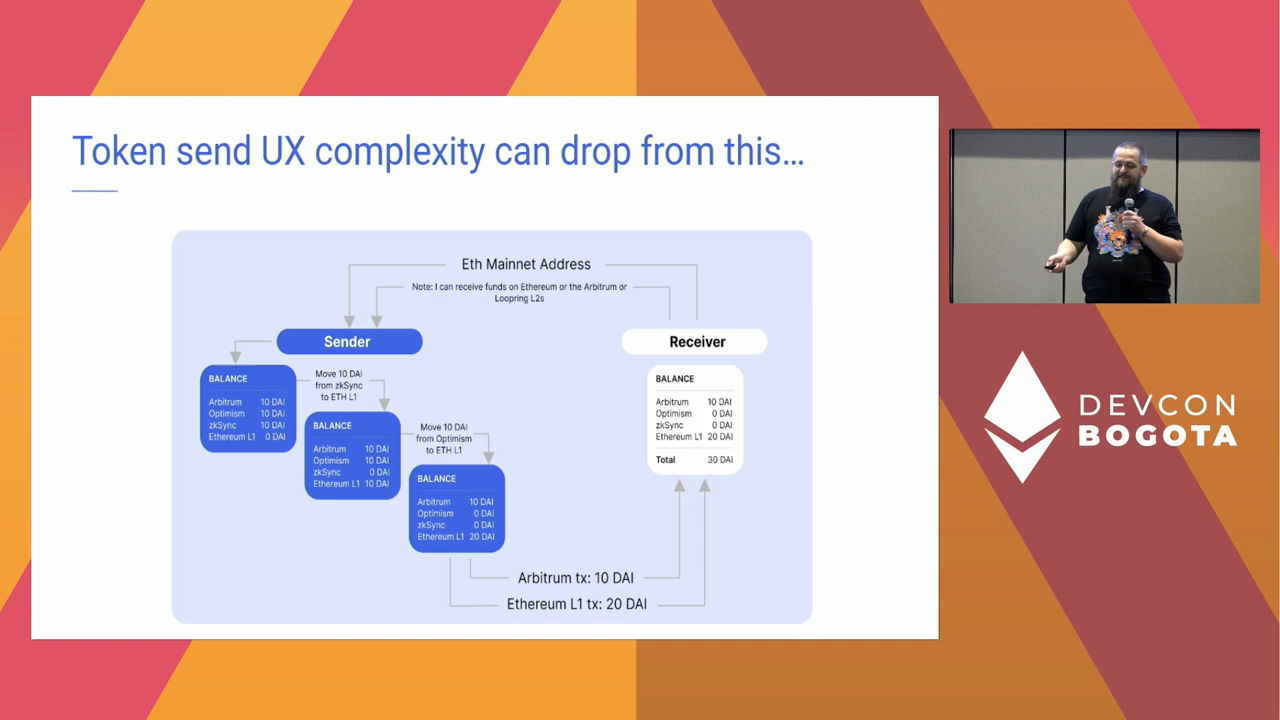 Token send UX complexity can drop from this...
Eth Mainnet Address
Note: I can receive funds on Ethereum or the Arbitrum or
Loopring L2s
Sender
Receiver
BALANCE
Arbitrum 10 DAI
Optimism 10 DAI
zkSync 10 DAI
Ethereum L1 0 DAI
Move 10 DAI
from zkSync
to ETH L1
BALANCE
Arbitrum 10 DAI
Optimism 10 DAI
zkSync 0 DAI
Ethereum L1 10 DAI
Move 10 DAI
from Optimism
to ETH L1
BALANCE
Arbitrum 10 DAI
Optimism 0 DAI
zkSync 0 DAI
Ethereum L1 20 DAI
BALANCE
Arbitrum 10 DAI
Optimism 0 DAI
zkSync 0 DAI
Ethereum L1 20 DAI
Total 30 DAI
Arbitrum tx: 10 DAI
Ethereum L1 tx: 20 DAI
DEVCON
BOGOTA